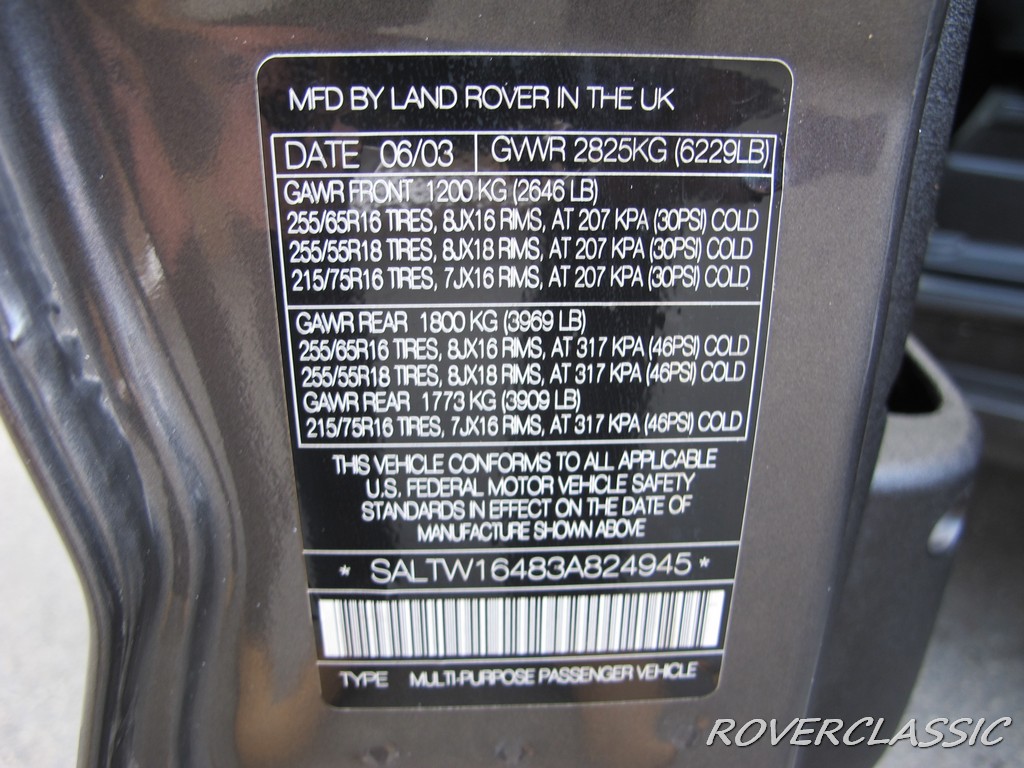 MFD BY LAND ROVER IN THE UK
DATE 06/03 GVWR 2825KG (6229LB)
GAWR FRONT 1200 KG (2646 LB)
255/65R16 TIRES, 8JX16 RIMS, AT 207 KPA (30PSI) COLD
255/55R18 TIRES, 8JX18 RIMS, AT 207 KPA (30PSI) COLD
215/75R16 TIRES, 7JX16 RIMS, AT 207 KPA (30PSI) COLD
GAWR REAR 1800 KG (3969 LB)
255/65R16 TIRES, 8JX16 RIMS, AT 317 KPA (46PSI) COLD
255/55R18 TIRES, 8JX18 RIMS, AT 317 KPA (46PSI) COLD
GAWR REAR 1773 KG (3909 LB)
215/75R16 TIRES, 7JX16 RIMS, AT 317 KPA (46PSI) COLD
THIS VEHICLE CONFORMS TO ALL APPLICABLE
U.S. FEDERAL MOTOR VEHICLE SAFETY
STANDARDS IN EFFECT ON THE DATE OF
MANUFACTURE SHOWN ABOVE
* SALTW16483A824945 *
TYPE MULTI-PURPOSE PASSENGER VEHICLE
ROVERCLASSIC